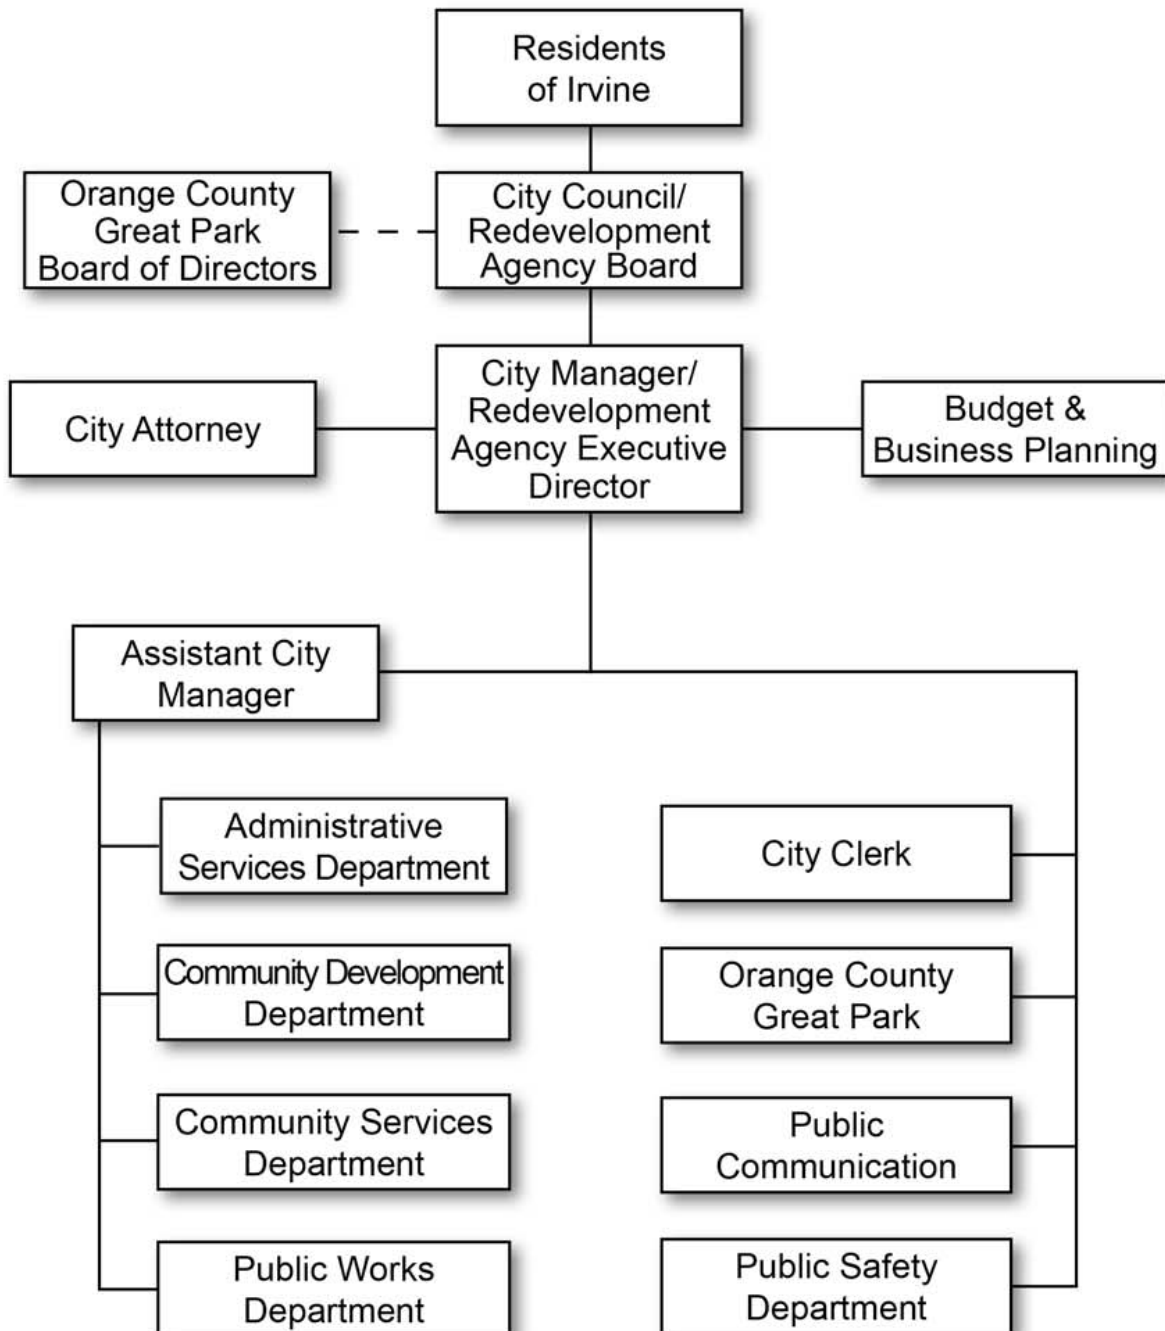 Residents
of Irvine
Orange County
Great Park
Board of Directors
City Council/
Redevelopment
Agency Board
City Attorney
City Manager/
Redevelopment
Agency Executive
Director
Budget &
Business Planning
Assistant City
Manager
Administrative
Services Department
Community Development
Department
Community Services
Department
Public Works
Department
City Clerk
Orange County
Great Park
Public
Communication
Public Safety
Department